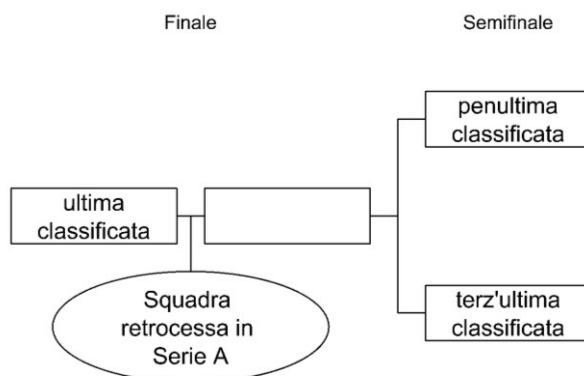 Finale
Semifinale
penultima
classificata
ultima
classificata
Squadra
retrocessa in
Serie A
terz'ultima
classificata